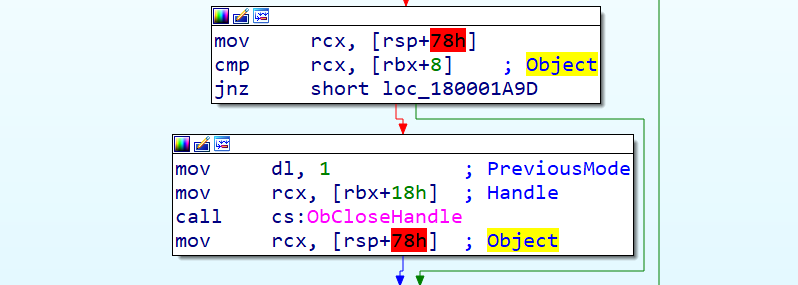 mov rcx, [rsp+78h]
cmp rcx, [rbx+8] ; Object
jnz short loc_180001A9D
mov dl, 1 ; PreviousMode
mov rcx, [rbx+18h] ; Handle
call cs:ObCloseHandle
mov rcx, [rsp+78h] ; Object